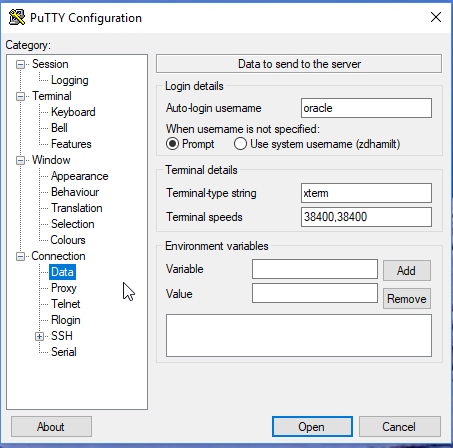 PuTTY Configuration
Category:
Session
Logging
Terminal
Keyboard
Bell
Features
Window
Appearance
Behaviour
Translation
Selection
Colours
Connection
Data
Proxy
Telnet
Rlogin
SSH
Serial
Data to send to the server
Login details
Auto-login username oracle
When username is not specified:
Prompt Use system username (zdhamilt)
Terminal details
Terminal-type string xterm
Terminal speeds 38400,38400
Environment variables
Variable Add
Value Remove
About Open Cancel